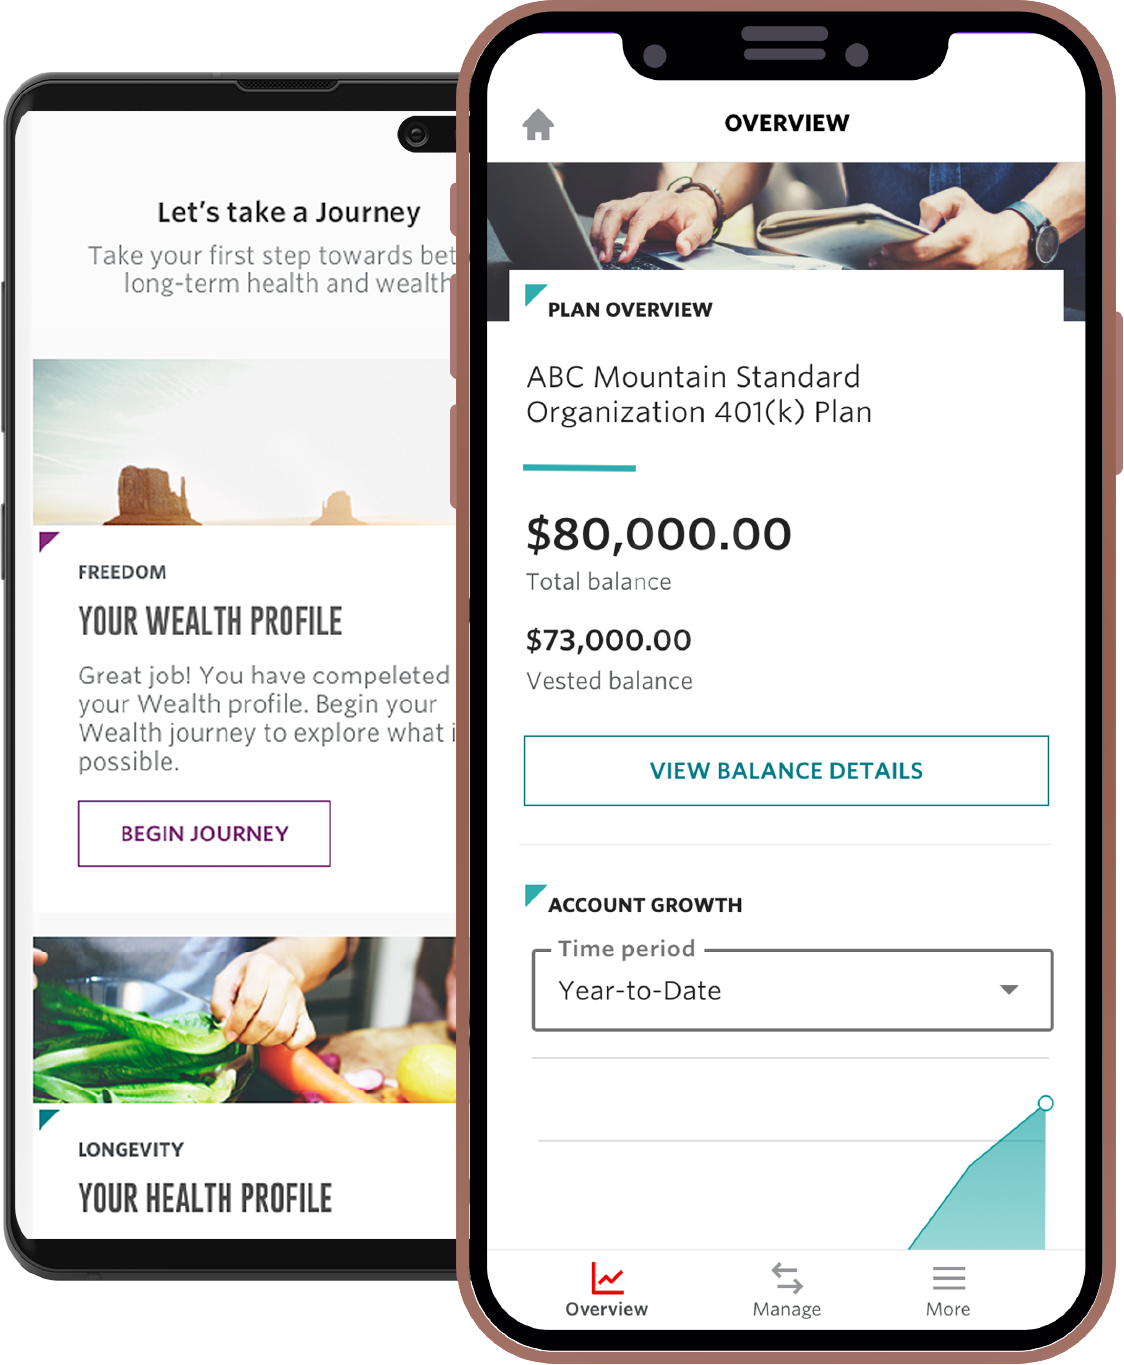 Let's take a Journey
Take your first step towards
long-term health and wealth
FREEDOM
YOUR WEALTH PROFILE
Great job! You have compeleted
your Wealth profile. Begin your
Wealth journey to explore what
possible.
BEGIN JOURNEY
LONGEVITY
YOUR HEALTH PROFILE
OVERVIEW
PLAN OVERVIEW
ABC Mountain Standard
Organization 401(k) Plan
$80,000.00
Total balance
$73,000.00
Vested balance
VIEW BALANCE DETAILS
ACCOUNT GROWTH
Time period
Year-to-Date
Overview
Manage
More